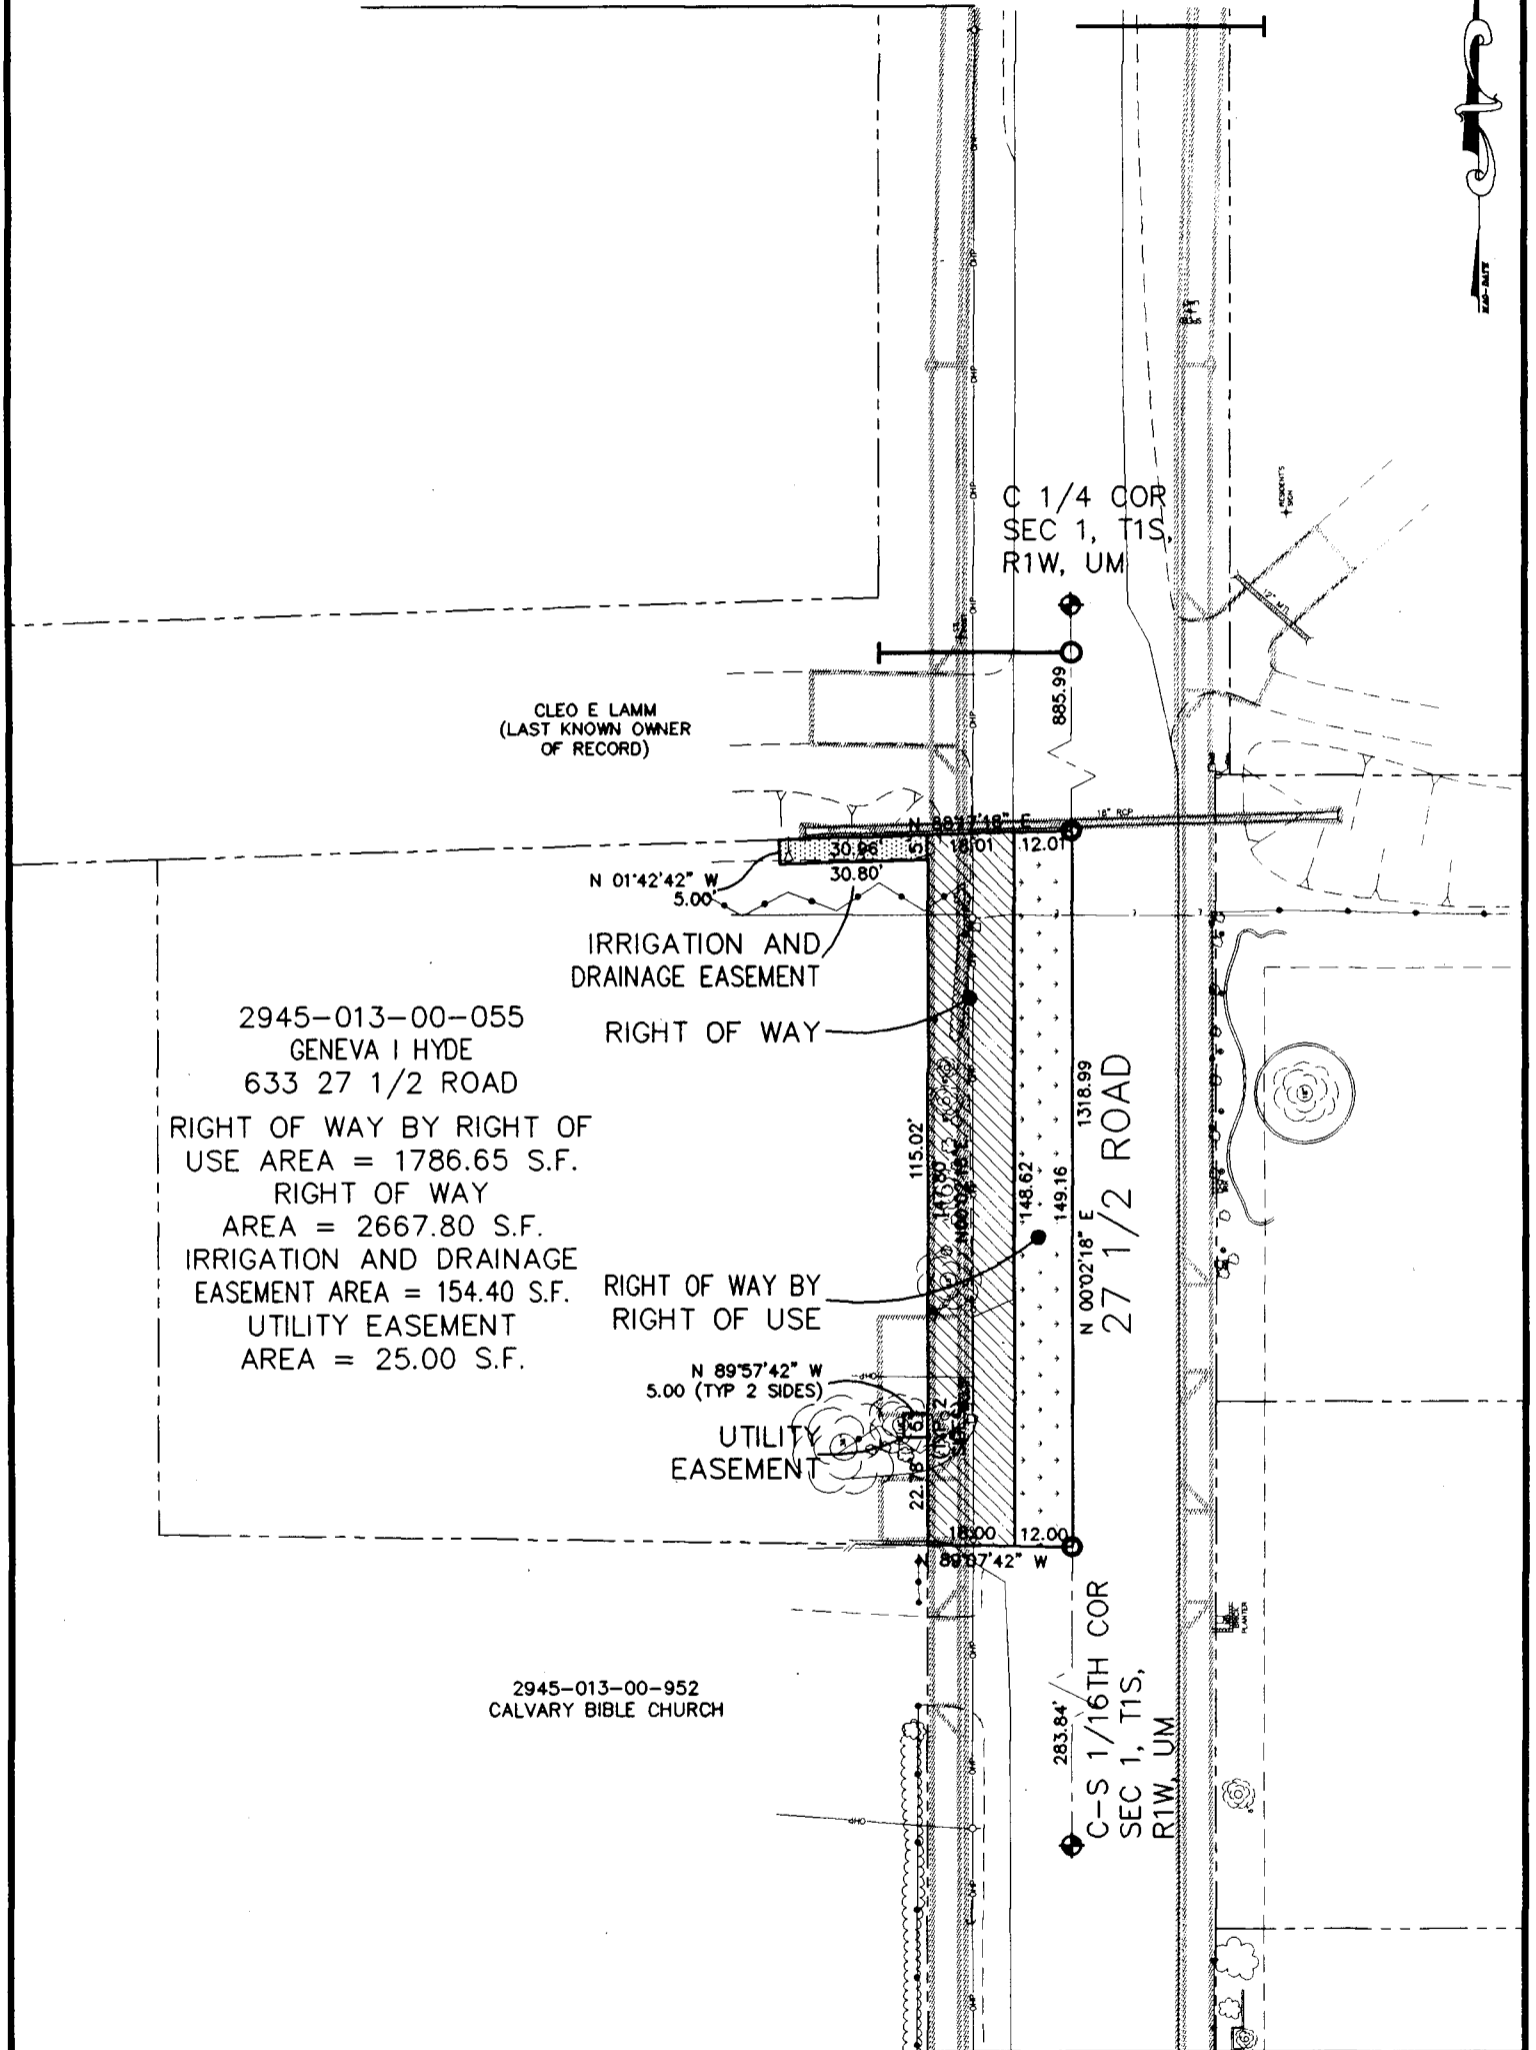 C 1/4 COR
SEC 1, T1S,
R1W, UM
885.99
CLEO E LAMM
(LAST KNOWN OWNER
OF RECORD)
18" RCP
12" MTL
30.96
18.01
12.01
30.80'
N 01°42'42" W
5.00'
IRRIGATION AND
DRAINAGE EASEMENT
RIGHT OF WAY
2945-013-00-055
GENEVA I HYDE
633 27 1/2 ROAD
RIGHT OF WAY BY RIGHT OF
USE AREA = 1786.65 S.F.
RIGHT OF WAY
AREA = 2667.80 S.F.
IRRIGATION AND DRAINAGE
EASEMENT AREA = 154.40 S.F.
UTILITY EASEMENT
AREA = 25.00 S.F.
115.02'
147.80'
148.62'
149.16'
N 00°02'18" E
1318.99
27 1/2 ROAD
RIGHT OF WAY BY
RIGHT OF USE
N 89°57'42" W
5.00 (TYP 2 SIDES)
UTILITY
EASEMENT
22.78'
18.00
12.00
C-S 1/16TH COR
SEC 1, T1S,
R1W, UM
283.84'
2945-013-00-952
CALVARY BIBLE CHURCH
PLANTER